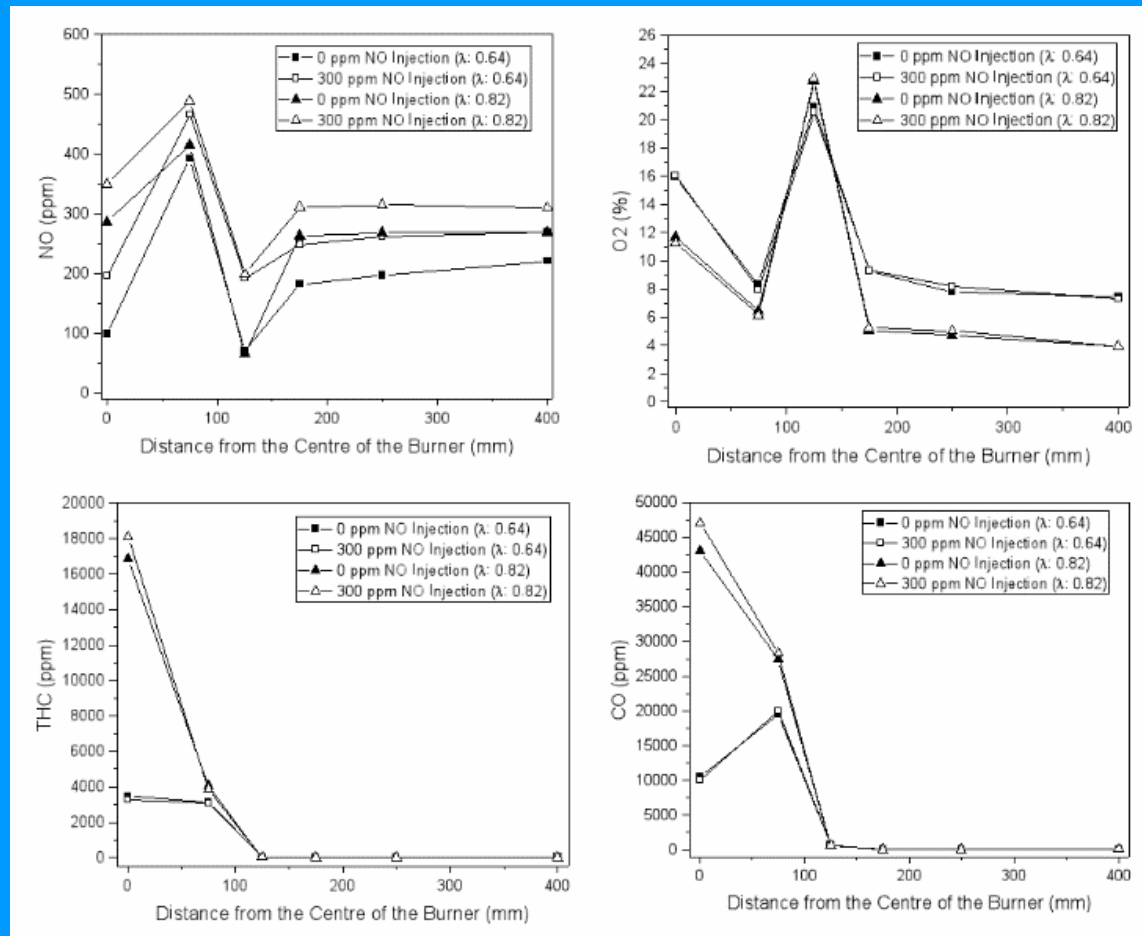 600
500
400
300
200
100
0
NO (ppm)
0 ppm NO Injection (λ: 0.64)
300 ppm NO Injection (λ: 0.64)
0 ppm NO Injection (λ: 0.82)
300 ppm NO Injection (λ: 0.82)
0 100 200 300 400
Distance from the Centre of the Burner (mm)
26
24
22
20
18
16
14
12
10
8
6
4
2
0
O2 (%)
0 ppm NO Injection (λ: 0.64)
300 ppm NO Injection (λ: 0.64)
0 ppm NO Injection (λ: 0.82)
300 ppm NO Injection (λ: 0.82)
0 100 200 300 400
Distance from the Centre of the Burner (mm)
20000
18000
16000
14000
12000
10000
8000
6000
4000
2000
0
THC (ppm)
0 ppm NO Injection (λ: 0.64)
300 ppm NO Injection (λ: 0.64)
0 ppm NO Injection (λ: 0.82)
300 ppm NO Injection (λ: 0.82)
0 100 200 300 400
Distance from the Centre of the Burner (mm)
50000
45000
40000
35000
30000
25000
20000
15000
10000
5000
0
CO (ppm)
0 ppm NO Injection (λ: 0.64)
300 ppm NO Injection (λ: 0.64)
0 ppm NO Injection (λ: 0.82)
300 ppm NO Injection (λ: 0.82)
0 100 200 300 400
Distance from the Centre of the Burner (mm)